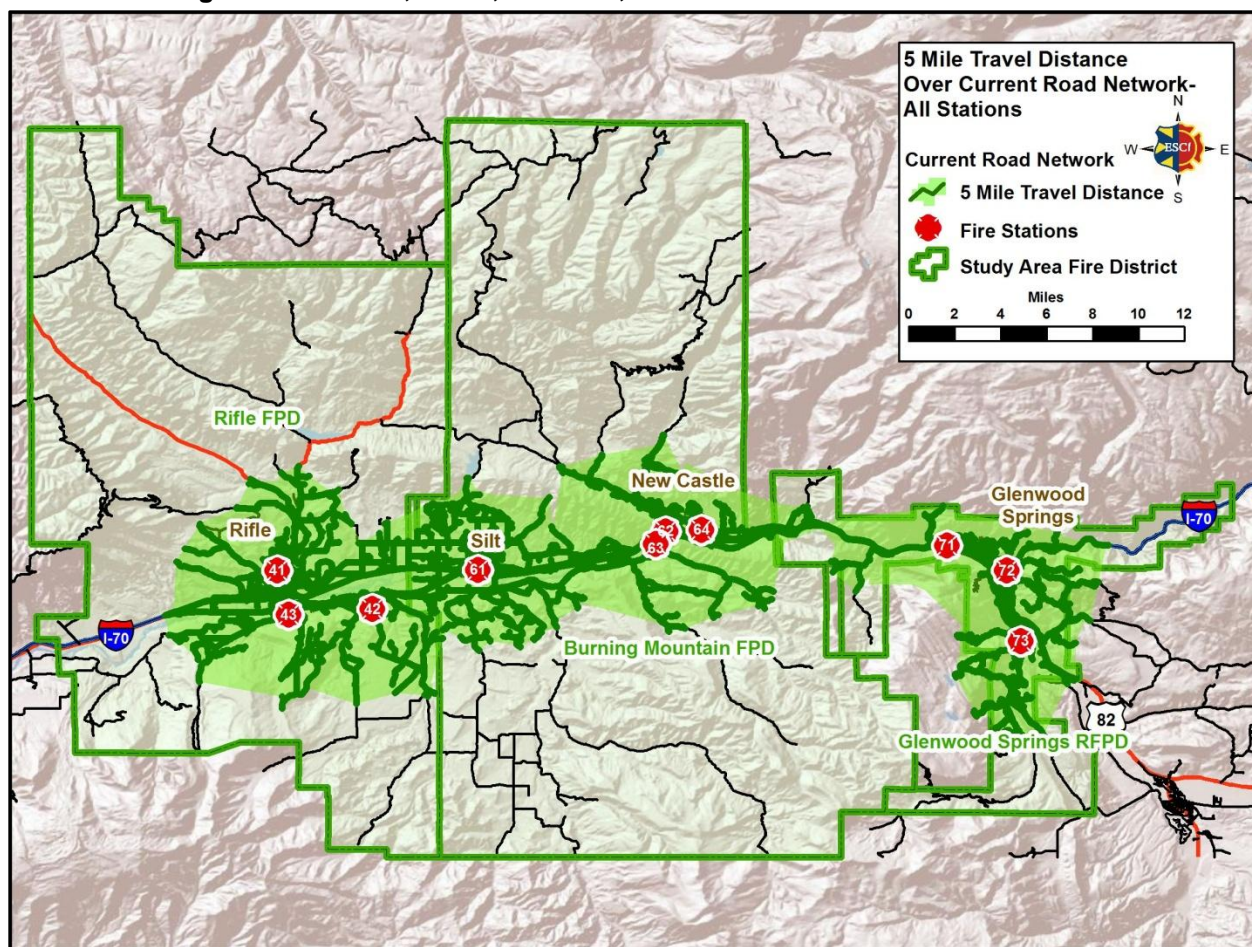 5 Mile Travel Distance
Over Current Road Network-
All Stations
N
W
ESCi
E
S
Current Road Network
5 Mile Travel Distance
Fire Stations
Study Area Fire District
Miles
0 2 4 6 8 10 12
Rifle FPD
New Castle
Glenwood
Springs
I-70
Rifle
Silt
62
64
63
71
72
41
61
43
42
73
I-70
Burning Mountain FPD
82
Glenwood Springs RFPD